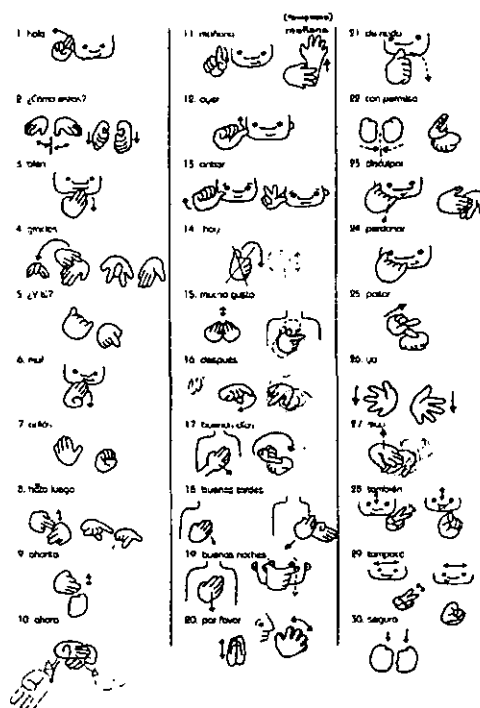 1. hola
2. ¿Cómo estás?
3. bien
4. gracias
5. ¿Y tú?
6. mal
7. adiós
8. hasta luego
9. ahorita
10. ahora
11. mañana
mañana
12. ayer
13. antier
14. hoy
15. mucho gusto
16. después
17. buenos días
18. buenas tardes
19. buenas noches
20. por favor
21. de nada
22. con permiso
23. disculpar
24. perdonar
25. pasar
26. ya
27. muy
28. también
29. tampoco
30. seguro